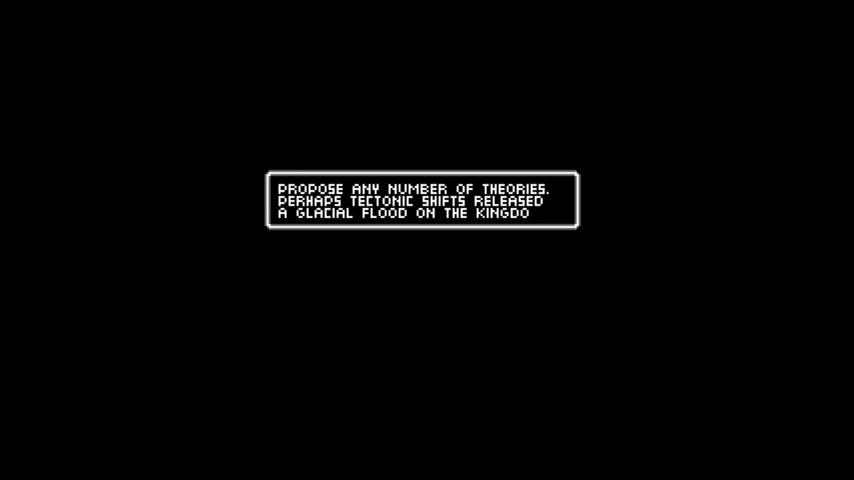 PROPOSE ANY NUMBER OF THEORIES.
PERHAPS TECTONIC SHIFTS RELEASED
A GLACIAL FLOOD ON THE KINGDO